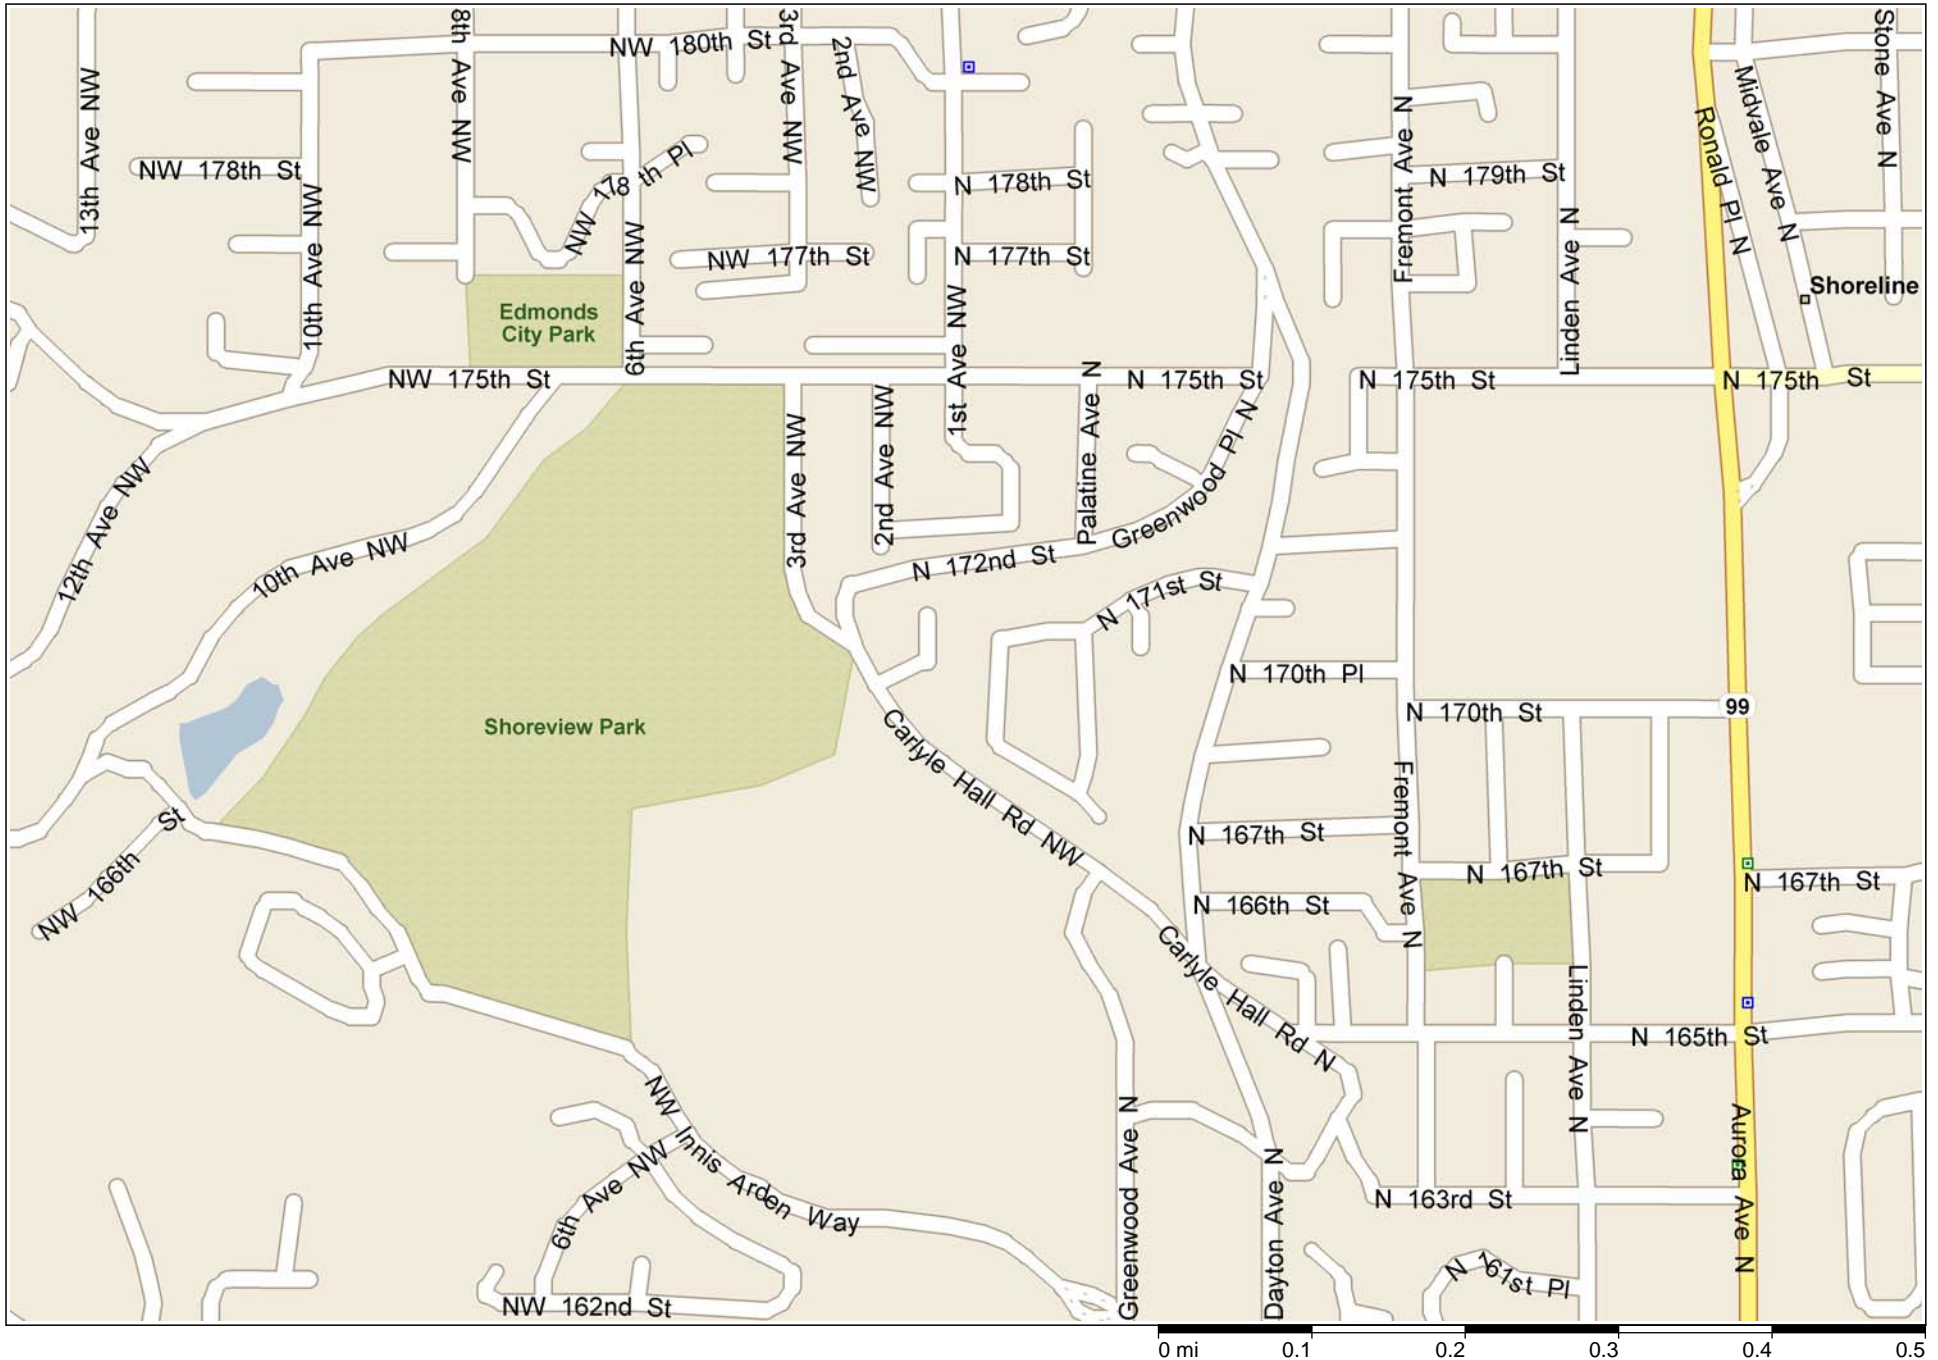 8th Ave NW
NW 180th St
3rd Ave NW
2nd Ave NW
Stone Ave N
13th Ave NW
Midvale Ave N
Ronald Pl N
Fremont Ave N
NW 178th St
NW 178 th Pl
N 178th St
N 179th St
10th Ave NW
6th Ave NW
NW 177th St
N 177th St
Linden Ave N
Shoreline
Edmonds
City Park
1st Ave NW
NW 175th St
N 175th St
N 175th St
N 175th St
12th Ave NW
10th Ave NW
3rd Ave NW
2nd Ave NW
Palatine Ave N
Greenwood Pl N
N 172nd St
N 171st St
N 170th Pl
N 170th St
99
Shoreview Park
Carlyle Hall Rd NW
Fremont Ave N
N 167th St
N 167th St
N 167th St
NW 166th St
N 166th St
Carlyle Hall Rd N
Linden Ave N
N 165th St
NW Innis Arden Way
6th Ave NW
Greenwood Ave N
Dayton Ave N
N 163rd St
Aurora Ave N
N 161st Pl
NW 162nd St
0 mi 0.1 0.2 0.3 0.4 0.5